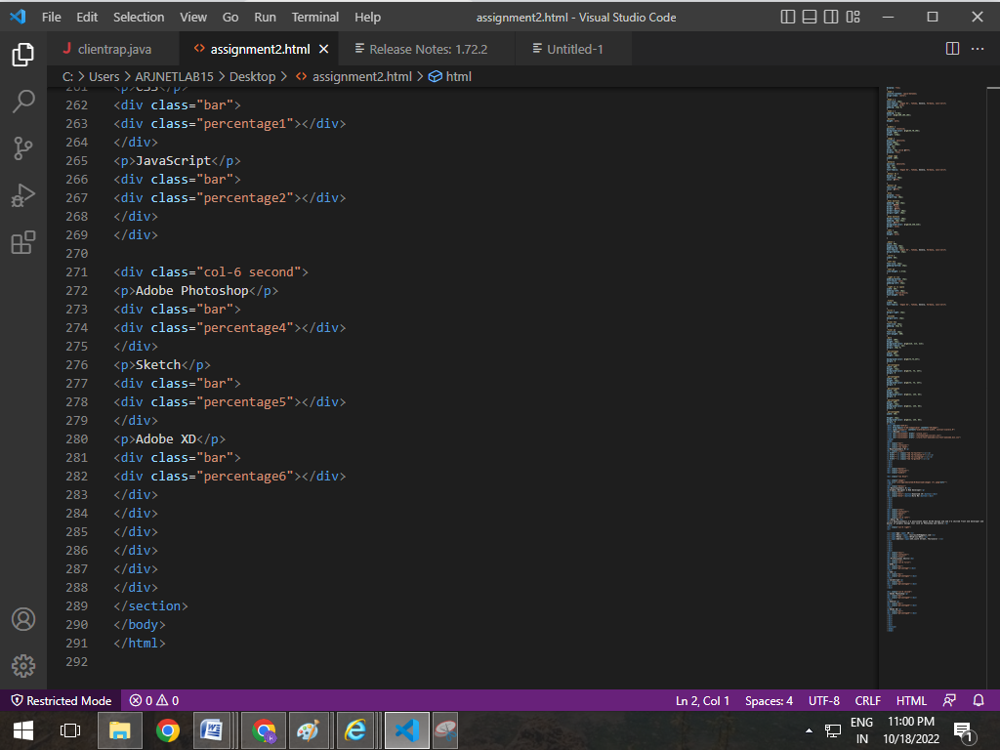 File Edit Selection View Go Run Terminal Help assignment2.html - Visual Studio Code
J clientrap.java <> assignment2.html Release Notes: 1.72.2 Untitled-1
C: > Users > ARJNETLAB15 > Desktop > <> assignment2.html > html
261 <p>CSS</p>
262 <div class="bar">
263 <div class="percentage1"></div>
264 </div>
265 <p>JavaScript</p>
266 <div class="bar">
267 <div class="percentage2"></div>
268 </div>
269 </div>
270
271 <div class="col-6 second">
272 <p>Adobe Photoshop</p>
273 <div class="bar">
274 <div class="percentage4"></div>
275 </div>
276 <p>Sketch</p>
277 <div class="bar">
278 <div class="percentage5"></div>
279 </div>
280 <p>Adobe XD</p>
281 <div class="bar">
282 <div class="percentage6"></div>
283 </div>
284 </div>
285 </div>
286 </div>
287 </div>
288 </div>
289 </section>
290 </body>
291 </html>
292
Restricted Mode 0 0 Ln 2, Col 1 Spaces: 4 UTF-8 CRLF HTML
ENG 11:00 PM
IN 10/18/2022 1